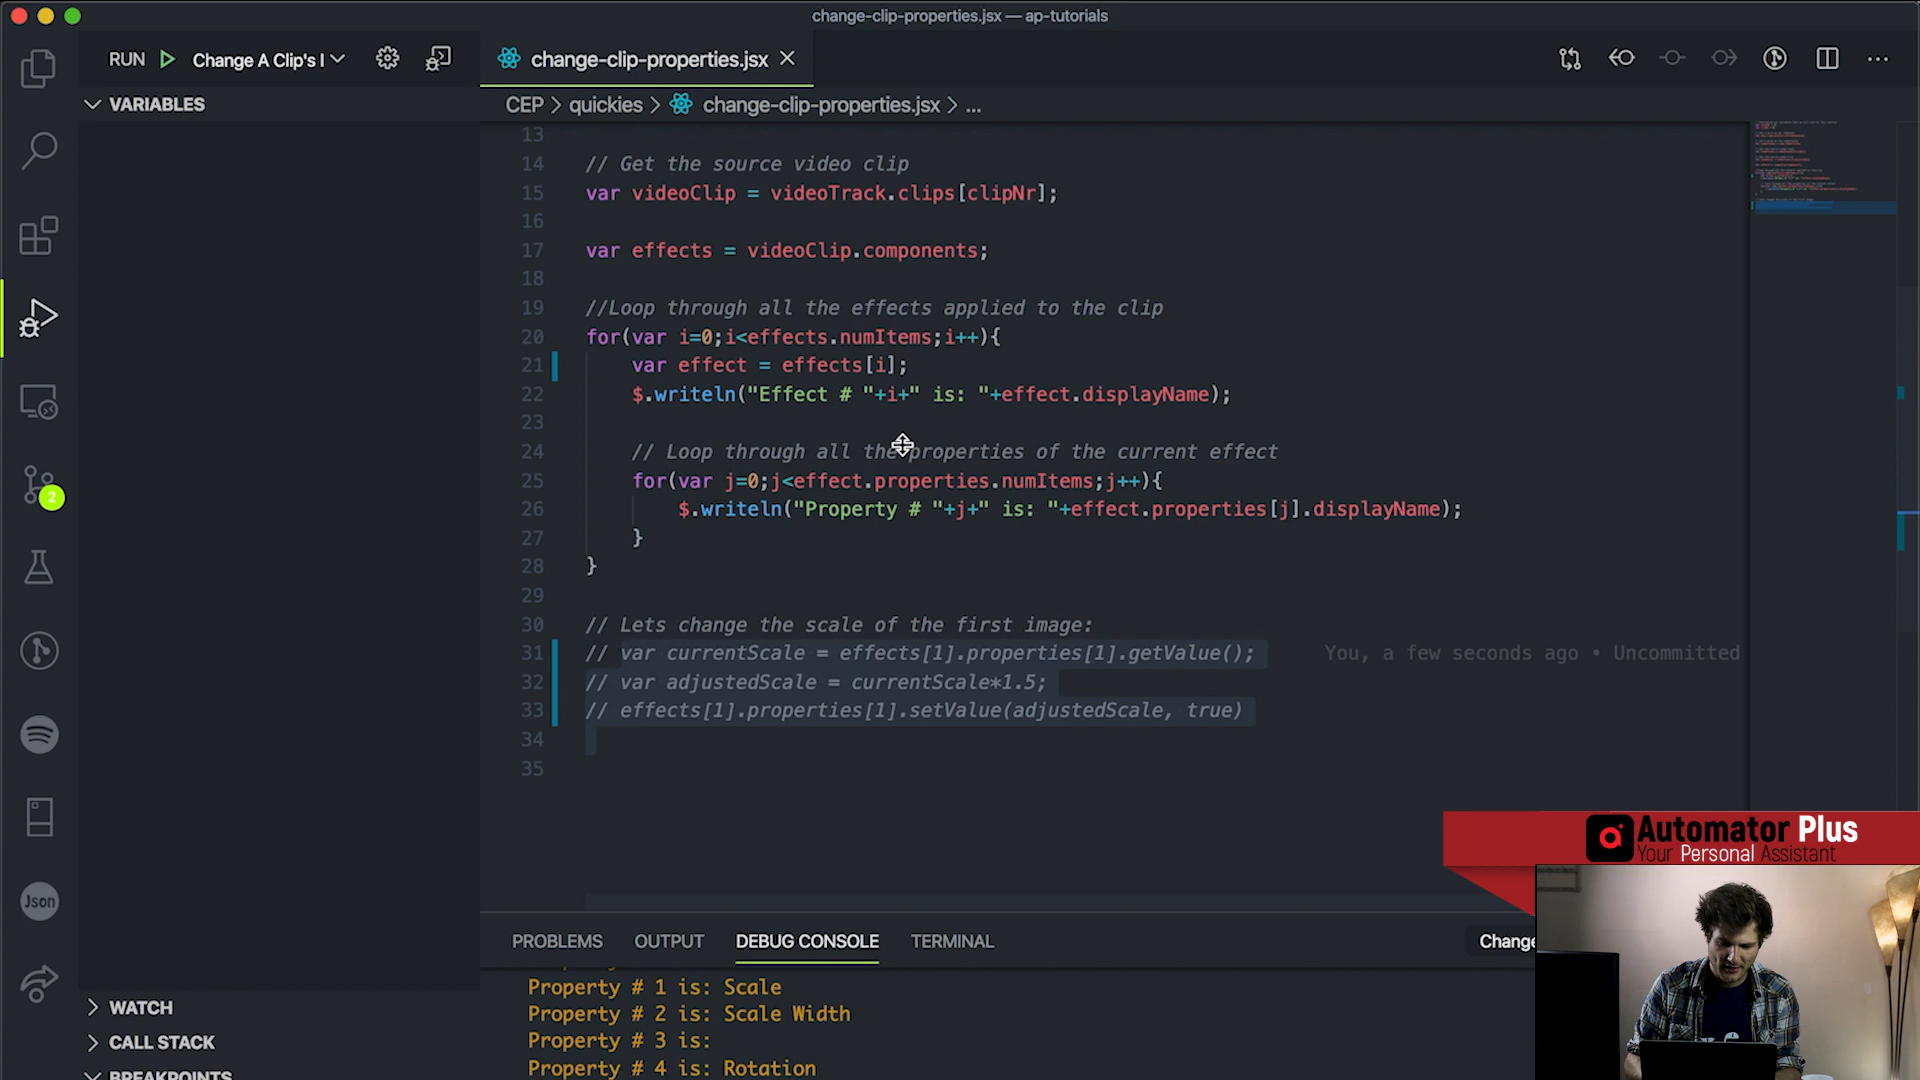 change-clip-properties.jsx — ap-tutorials
RUN Change A Clip's I
change-clip-properties.jsx
VARIABLES
CEP > quickies > change-clip-properties.jsx > ...
13
14 // Get the source video clip
15 var videoClip = videoTrack.clips[clipNr];
16
17 var effects = videoClip.components;
18
19 //Loop through all the effects applied to the clip
20 for(var i=0;i<effects.numItems;i++){
21 var effect = effects[i];
22 $.writeln("Effect # "+i+" is: "+effect.displayName);
23
24 // Loop through all the properties of the current effect
25 for(var j=0;j<effect.properties.numItems;j++){
26 $.writeln("Property # "+j+" is: "+effect.properties[j].displayName);
27 }
28 }
29
30 // Lets change the scale of the first image:
31 // var currentScale = effects[1].properties[1].getValue(); You, a few seconds ago • Uncommitted
32 // var adjustedScale = currentScale*1.5;
33 // effects[1].properties[1].setValue(adjustedScale, true)
34
35
2
Json
Automator Plus
Your Personal Assistant
PROBLEMS OUTPUT DEBUG CONSOLE TERMINAL Change
Property # 1 is: Scale
Property # 2 is: Scale Width
Property # 3 is:
Property # 4 is: Rotation
WATCH
CALL STACK
BREAKPOINTS